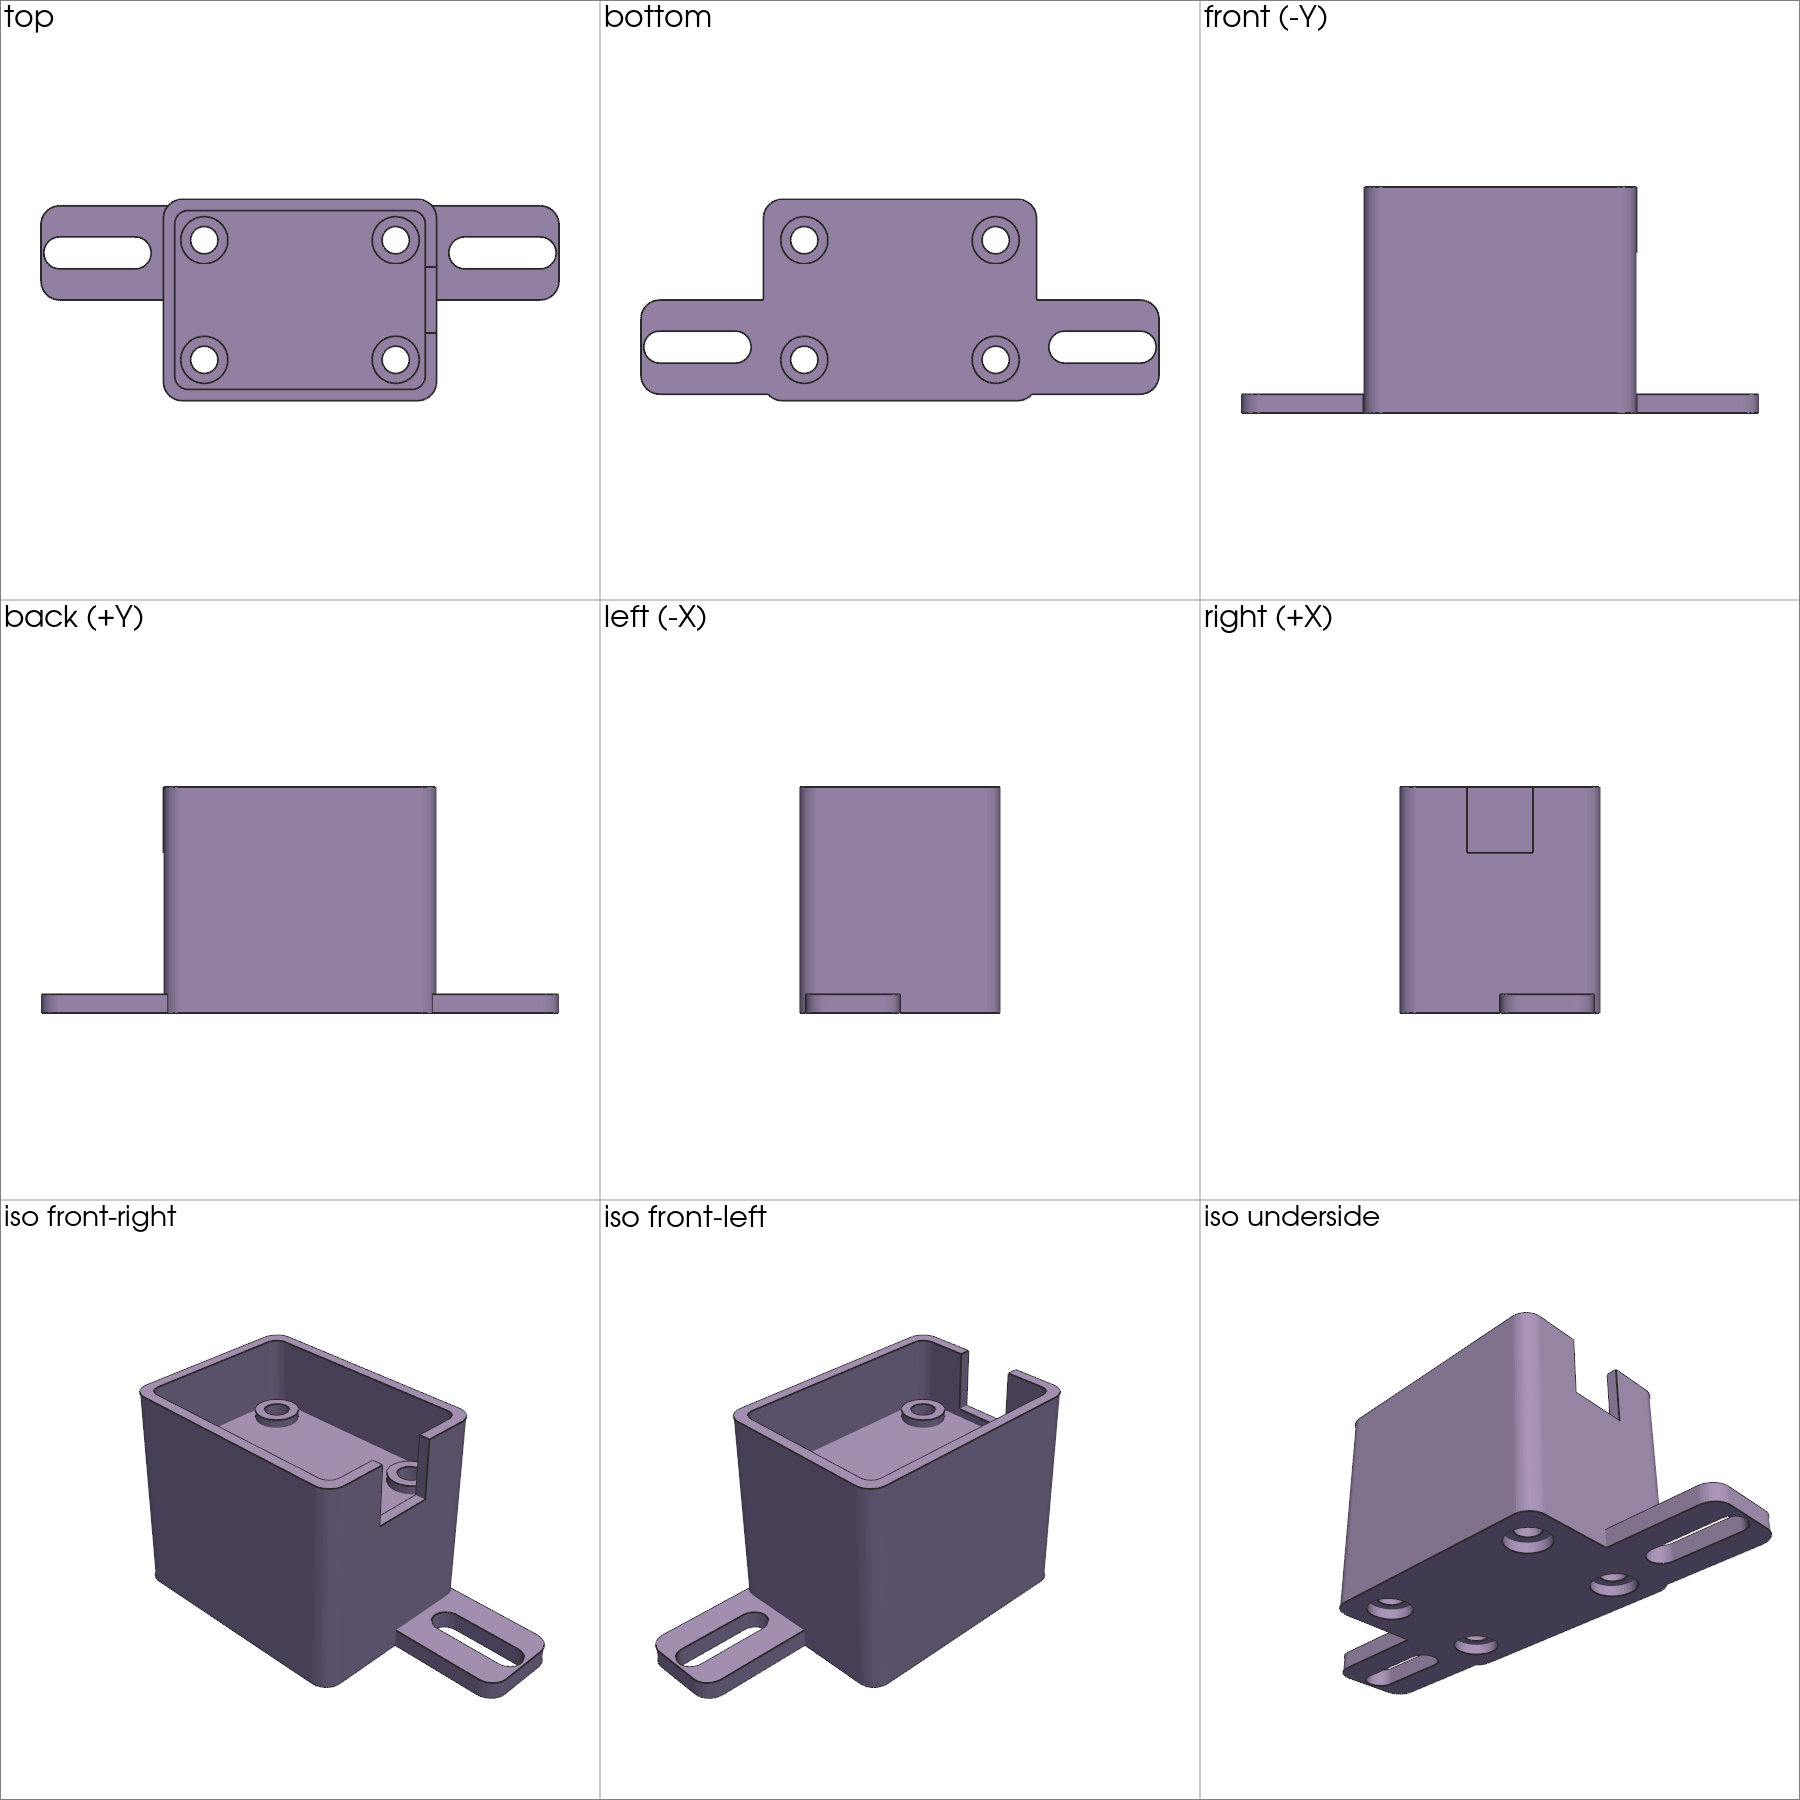 top
bottom
front (-Y)
back (+Y)
left (-X)
right (+X)
iso front-right
iso front-left
iso underside